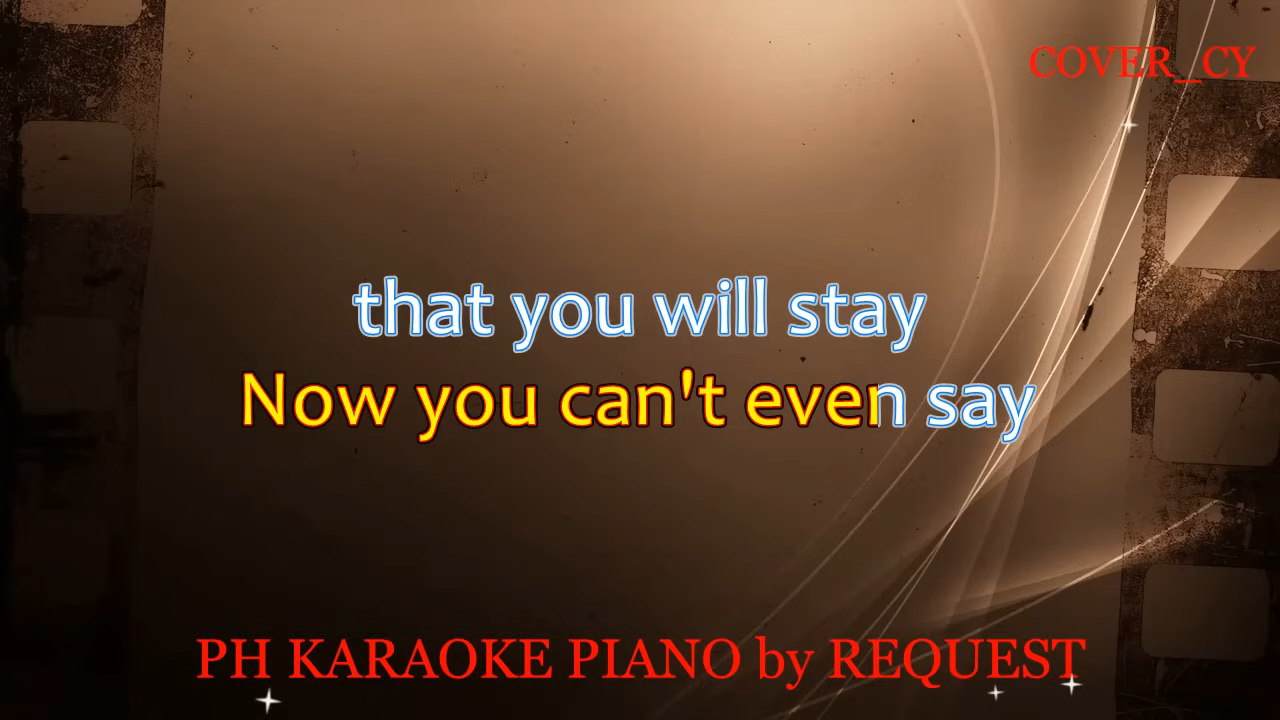 COVER_CY
that you will stay
Now you can't even say
PH KARAOKE PIANO by REQUEST